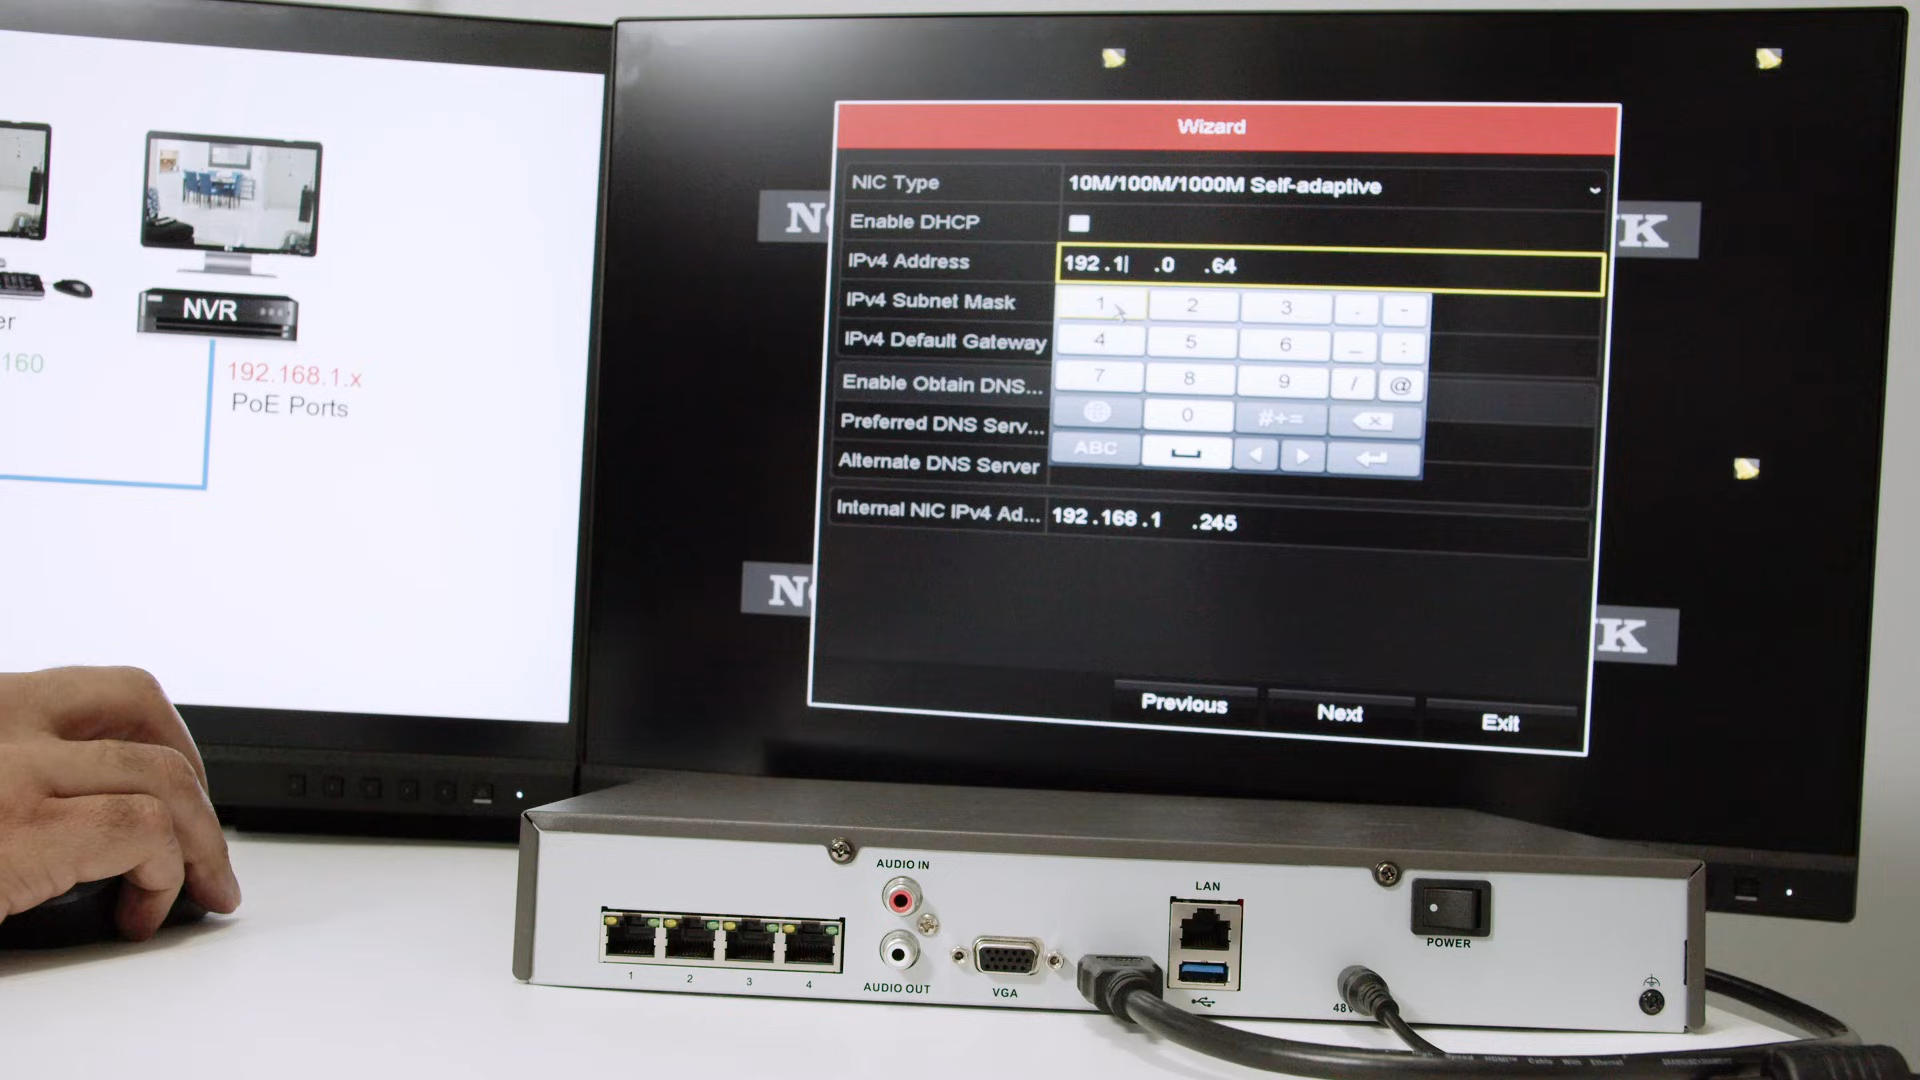 NVR
160
192.168.1.x
PoE Ports
Wizard
NIC Type
10M/100M/1000M Self-adaptive
Enable DHCP
IPv4 Address
192 .1 .0 .64
IPv4 Subnet Mask
IPv4 Default Gateway
Enable Obtain DNS...
Preferred DNS Serv...
Alternate DNS Server
Internal NIC IPv4 Ad...
192 .168 .1 .245
1 2 3 . -
4 5 6 _ :
7 8 9 / @
0 #+=
ABC
Previous
Next
Exit
K
K
AUDIO IN
AUDIO OUT
1 2 3 4
VGA
LAN
POWER
48V